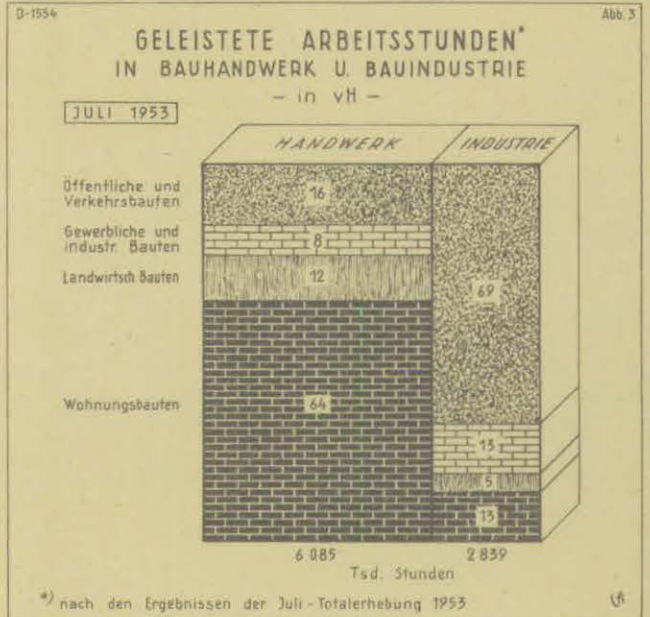 D-1534
Abb. 3
GELEISTETE ARBEITSSTUNDEN*
IN BAUHANDWERK U. BAUINDUSTRIE
— in vH —
JULI 1953
HANDWERK
INDUSTRIE
Öffentliche und
Verkehrsbauten
16
Gewerbliche und
industr. Bauten
8
Landwirtsch. Bauten
12
69
Wohnungsbauten
64
13
5
13
6 085
2 839
Tsd. Stunden
*) nach den Ergebnissen der Juli-Totalerhebung 1953